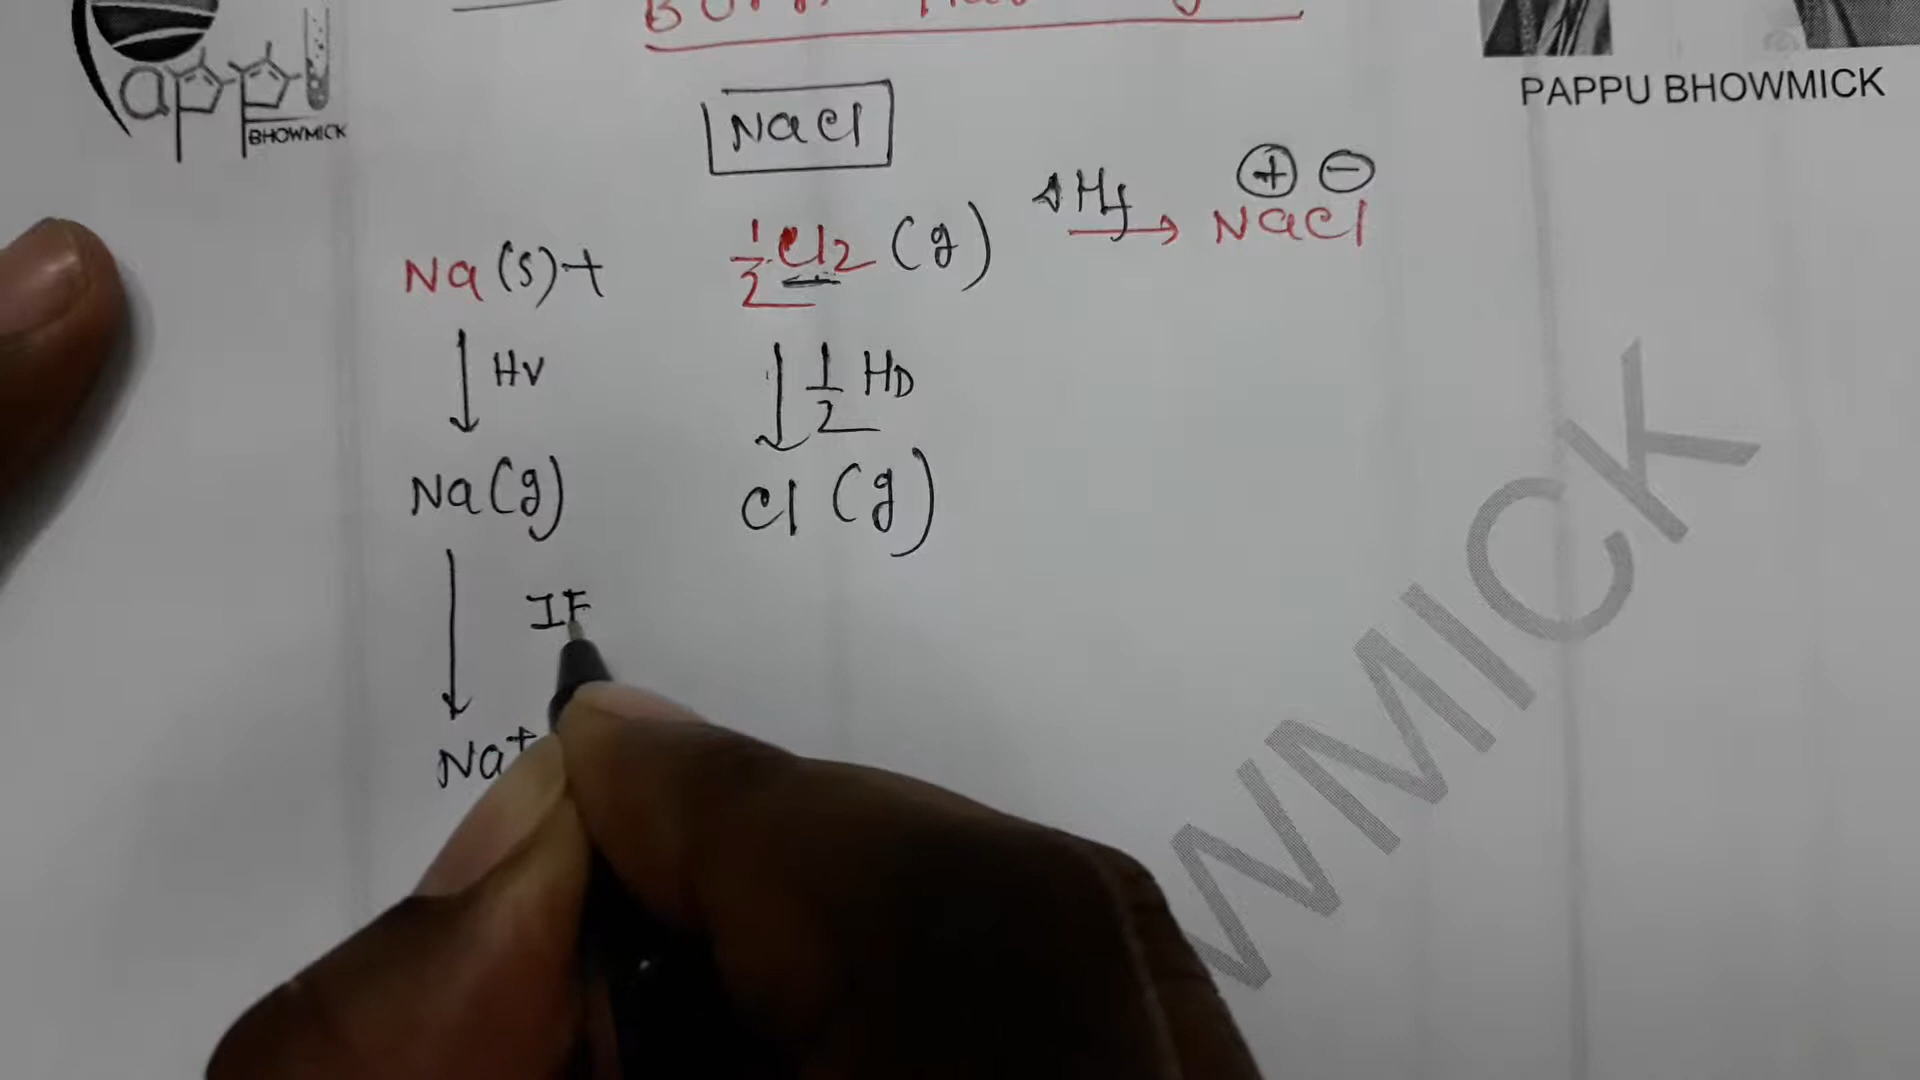 BHOWMICK
PAPPU BHOWMICK
NaCl
Na (s) + 1/2 Cl2 (g) ΔHf → NaCl
⊕ ⊖
↓ HV
↓ 1/2 HD
Na (g)
Cl (g)
↓ IE
Na+
WMICK